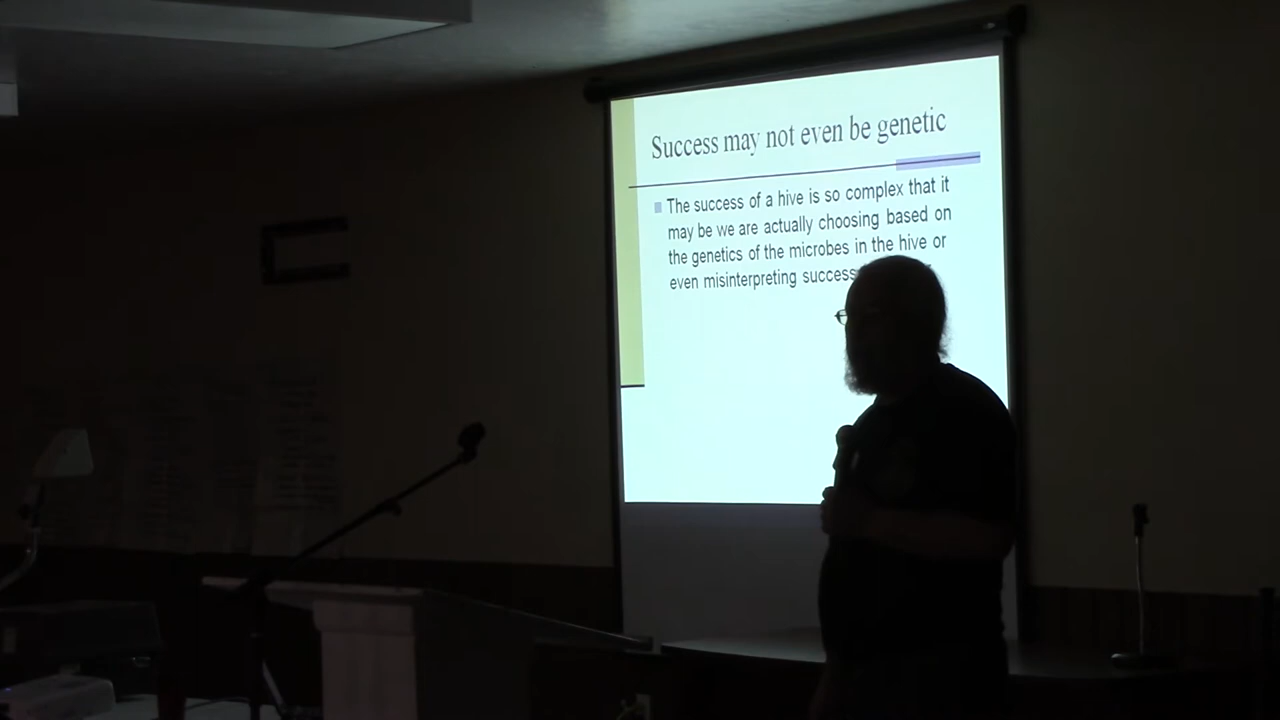 Success may not even be genetic
The success of a hive is so complex that it
may be we are actually choosing based on
the genetics of the microbes in the hive or
even misinterpreting success